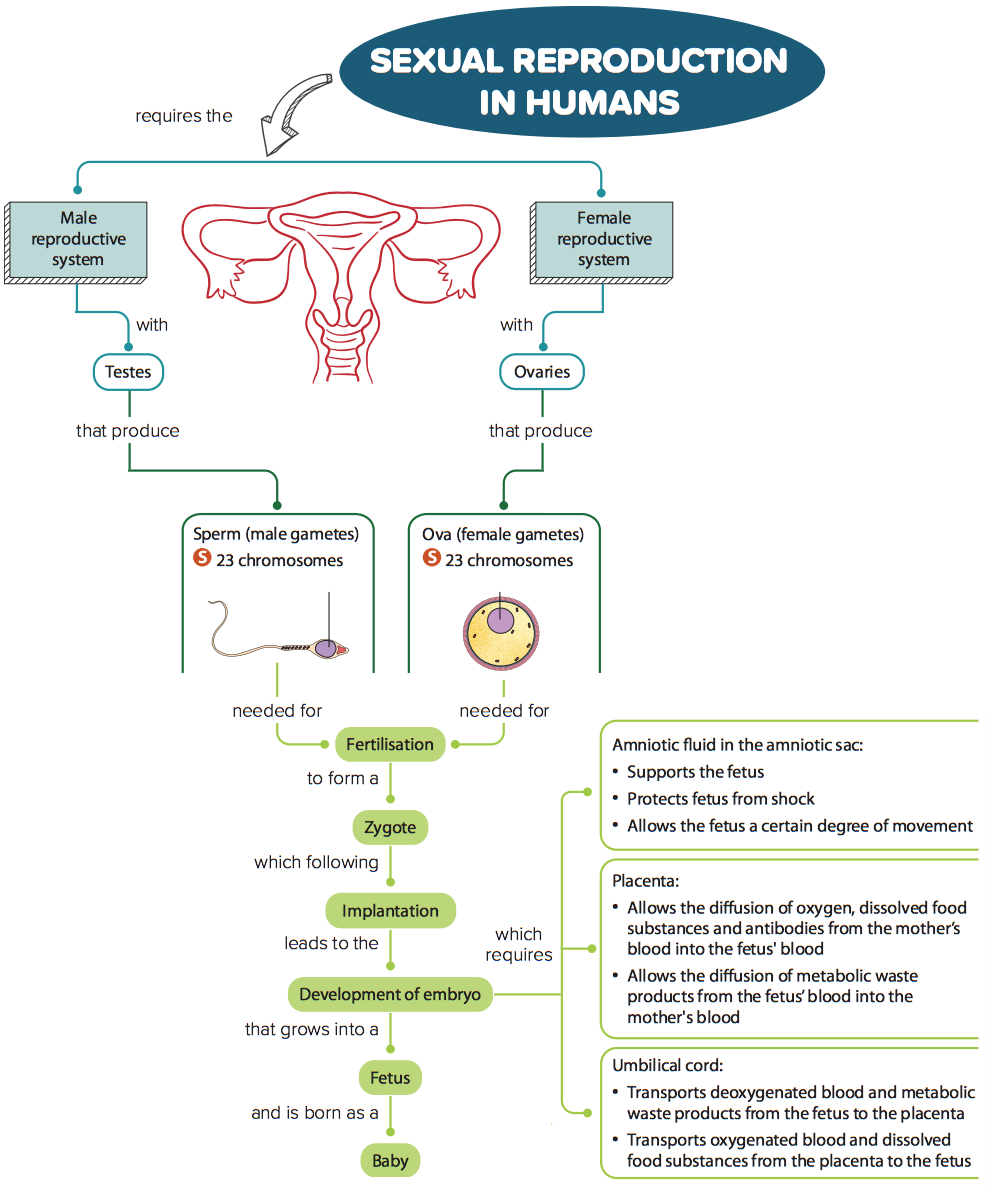 SEXUAL REPRODUCTION
IN HUMANS
requires the
Male
reproductive
system
Female
reproductive
system
with
with
Testes
Ovaries
that produce
that produce
Sperm (male gametes)
S 23 chromosomes
Ova (female gametes)
S 23 chromosomes
needed for
needed for
Fertilisation
to form a
Zygote
which following
Implantation
leads to the
Development of embryo
which
requires
that grows into a
Fetus
and is born as a
Baby
Amniotic fluid in the amniotic sac:
• Supports the fetus
• Protects fetus from shock
• Allows the fetus a certain degree of movement
Placenta:
• Allows the diffusion of oxygen, dissolved food
substances and antibodies from the mother's
blood into the fetus' blood
• Allows the diffusion of metabolic waste
products from the fetus' blood into the
mother's blood
Umbilical cord:
• Transports deoxygenated blood and metabolic
waste products from the fetus to the placenta
• Transports oxygenated blood and dissolved
food substances from the placenta to the fetus